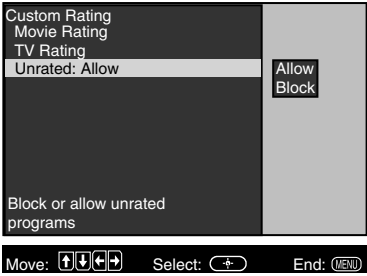 Custom Rating
Movie Rating
TV Rating
Unrated: Allow
Allow
Block
Block or allow unrated
programs
Move: Select: End: MENU